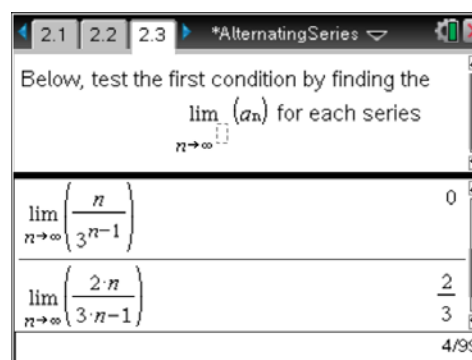 2.1 2.2 2.3 *AlternatingSeries
Below, test the first condition by finding the
lim n→∞ (aₙ) for each series
lim n→∞ (n/3^(n−1)) 0
lim n→∞ (2·n/(3·n−1)) 2/3
4/99